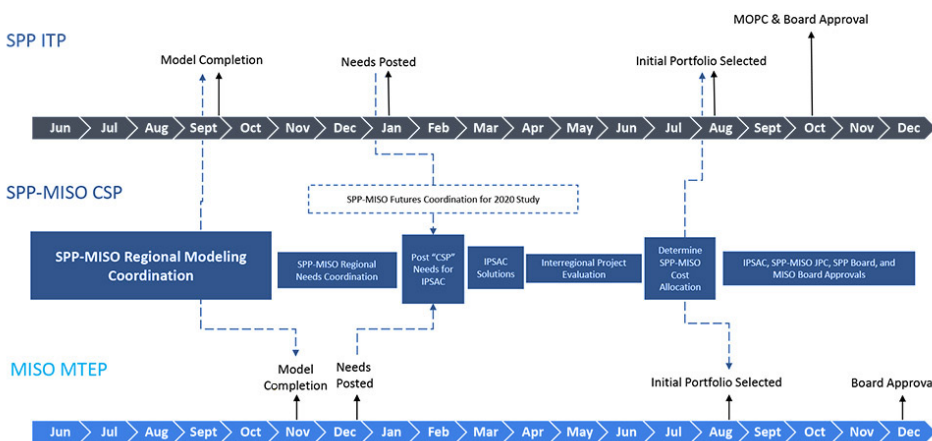 MOPC & Board Approval
SPP ITP
Model Completion
Needs Posted
Initial Portfolio Selected
Jun Jul Aug Sept Oct Nov Dec Jan Feb Mar Apr May Jun Jul Aug Sept Oct Nov Dec
SPP-MISO CSP
SPP-MISO Futures Coordination for 2020 Study
SPP-MISO Regional Modeling
Coordination
SPP-MISO Regional
Needs Coordination
Post “CSP”
Needs for
IPSAC
IPSAC
Solutions
Interregional Project
Evaluation
Determine
SPP-MISO
Cost
Allocation
IPSAC, SPP-MISO JPC, SPP Board, and
MISO Board Approvals
MISO MTEP
Model
Completion
Needs
Posted
Initial Portfolio Selected
Board Approval
Jun Jul Aug Sept Oct Nov Dec Jan Feb Mar Apr May Jun Jul Aug Sept Oct Nov Dec